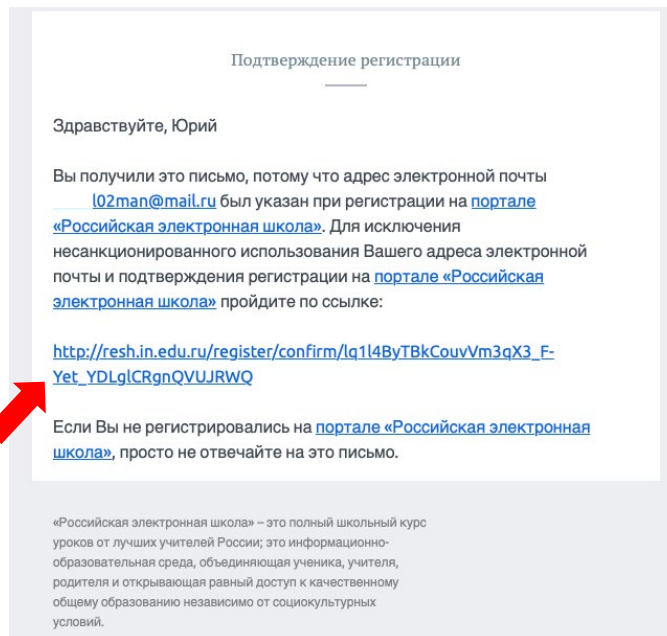 Подтверждение регистрации
Здравствуйте, Юрий
Вы получили это письмо, потому что адрес электронной почты
l02man@mail.ru был указан при регистрации на портале
«Российская электронная школа». Для исключения
несанкционированного использования Вашего адреса электронной
почты и подтверждения регистрации на портале «Российская
электронная школа» пройдите по ссылке:
http://resh.in.edu.ru/register/confirm/lq1l4ByTBkCouvVm3qX3_F-
Yet_YDLglCRgnQVUJRWQ
Если Вы не регистрировались на портале «Российская электронная
школа», просто не отвечайте на это письмо.
«Российская электронная школа» – это полный школьный курс
уроков от лучших учителей России; это информационно-
образовательная среда, объединяющая ученика, учителя,
родителя и открывающая равный доступ к качественному
общему образованию независимо от социокультурных
условий.